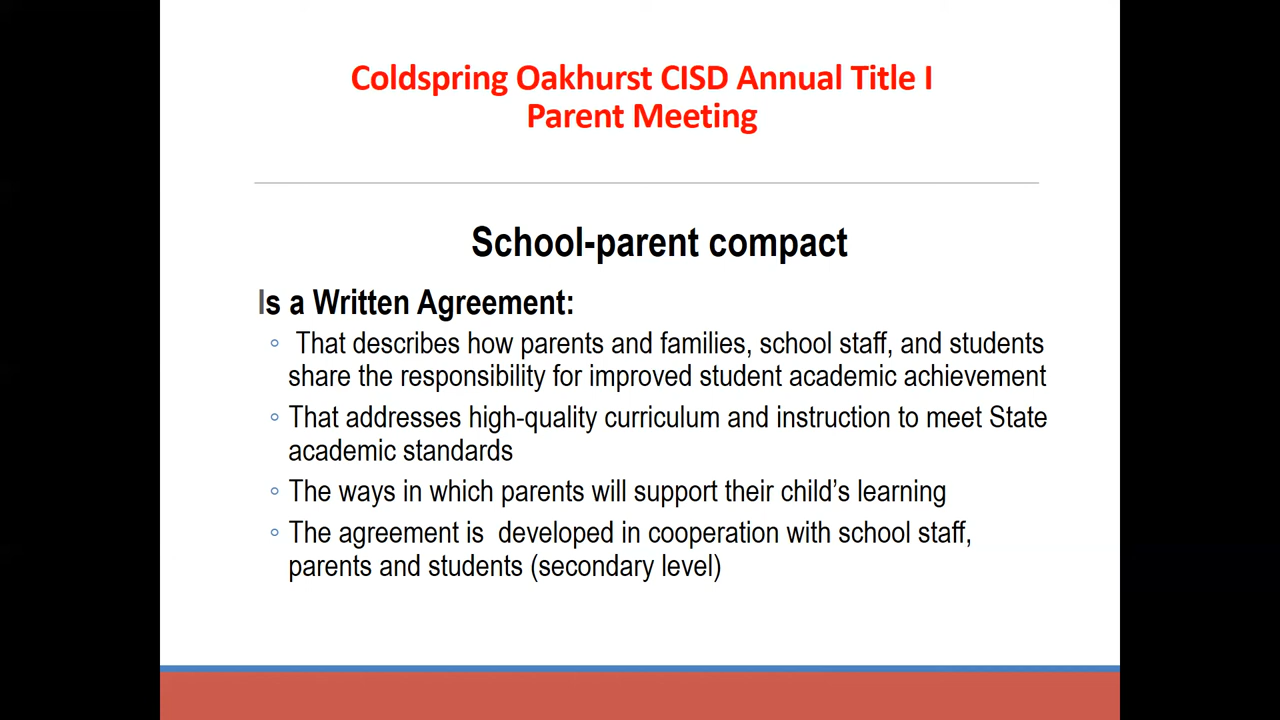 Coldspring Oakhurst CISD Annual Title I
Parent Meeting
School-parent compact
Is a Written Agreement:
◦ That describes how parents and families, school staff, and students
share the responsibility for improved student academic achievement
◦ That addresses high-quality curriculum and instruction to meet State
academic standards
◦ The ways in which parents will support their child’s learning
◦ The agreement is  developed in cooperation with school staff,
parents and students (secondary level)